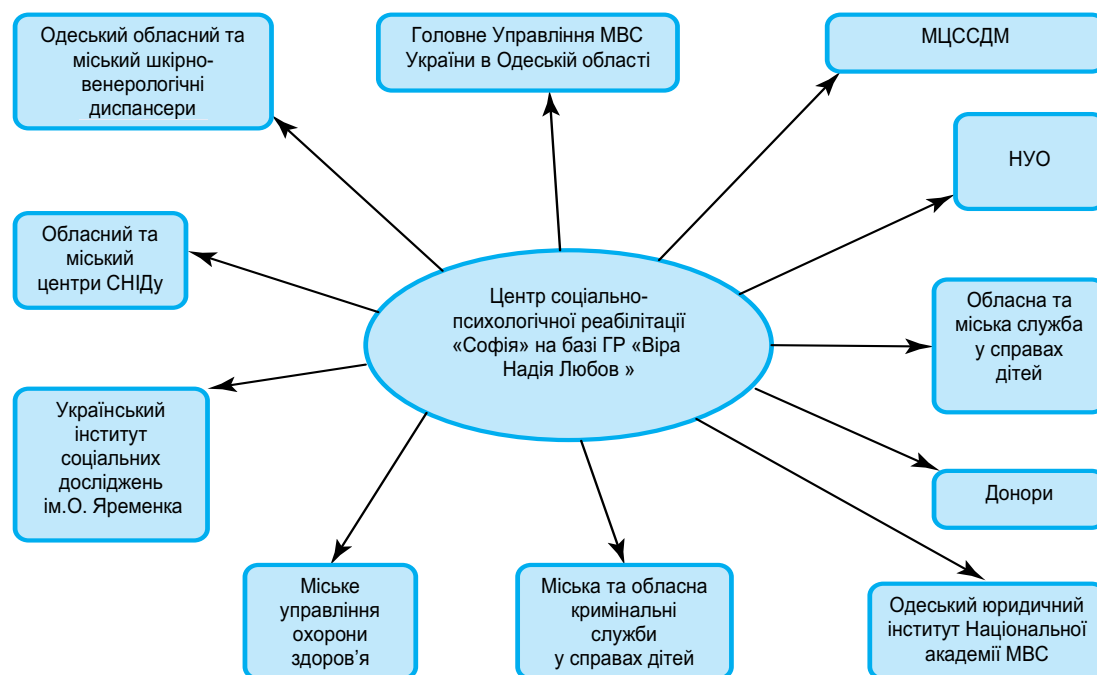 Одеський обласний та
міський шкірно-
венерологічні
диспансери
Головне Управління МВС
України в Одеській області
МЦССДМ
НУО
Обласний та
міський
центри СНІДу
Центр соціально-
психологічної реабілітації
«Софія» на базі ГР «Віра
Надія Любов »
Обласна та
міська служба
у справах
дітей
Український
інститут
соціальних
досліджень
ім.О. Яременка
Донори
Міське
управління
охорони
здоров’я
Міська та обласна
кримінальні
служби
у справах дітей
Одеський юридичний
інститут Національної
академії МВС